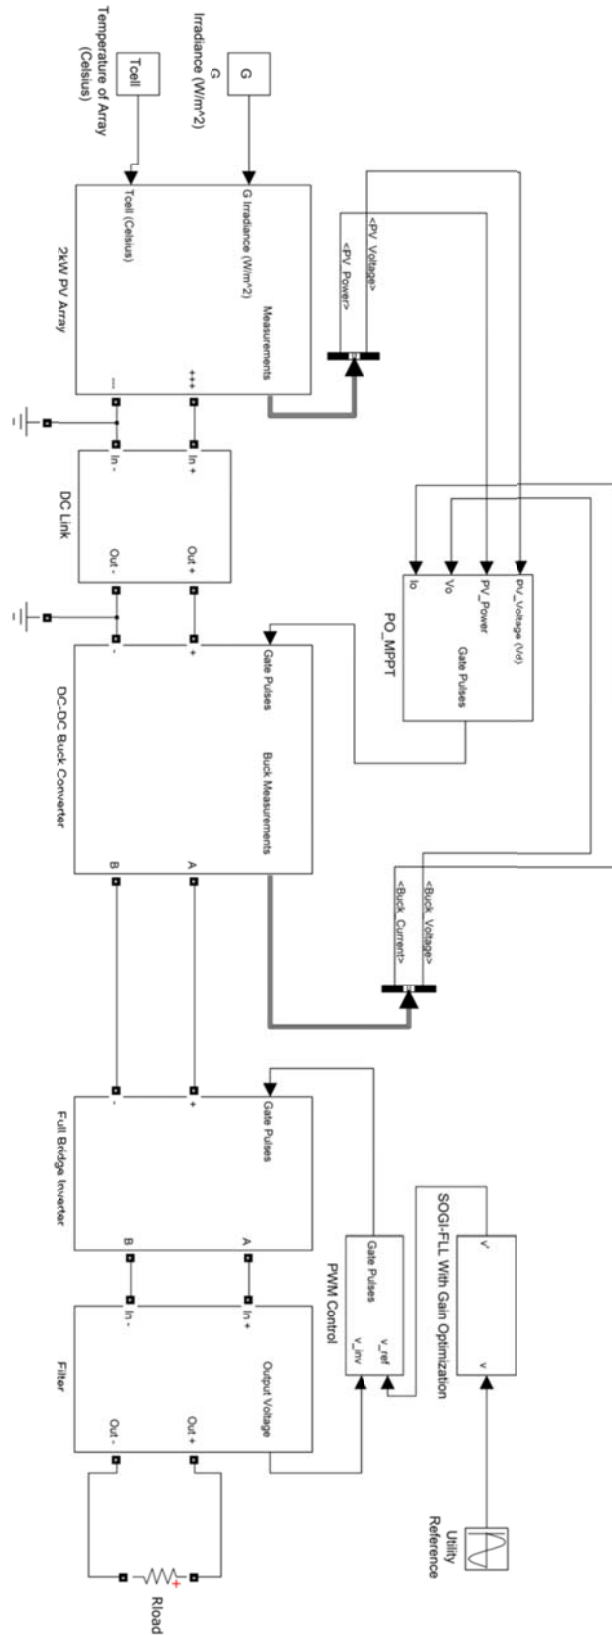 G
Irradiance (W/m^2)
G
Tcell
Temperature of Array
(Celsius)
G Irradiance (W/m^2)
Tcell (Celsius)
Measurements
+++
---
2kW PV Array
<PV_Voltage>
<PV_Power>
In +
In -
Out +
Out -
DC Link
PV_Voltage (Vd)
PV_Power
Vo
Io
Gate Pulses
PO_MPPT
Gate Pulses
Buck Measurements
+
-
A
B
DC-DC Buck Converter
<Buck_Voltage>
<Buck_Current>
Gate Pulses
+
-
A
B
Full Bridge Inverter
v'
v
SOGI-FLL With Gain Optimization
Gate Pulses
v_ref
v_inv
PWM Control
In +
In -
Output Voltage
Out +
Out -
Filter
Utility
Reference
+
Rload